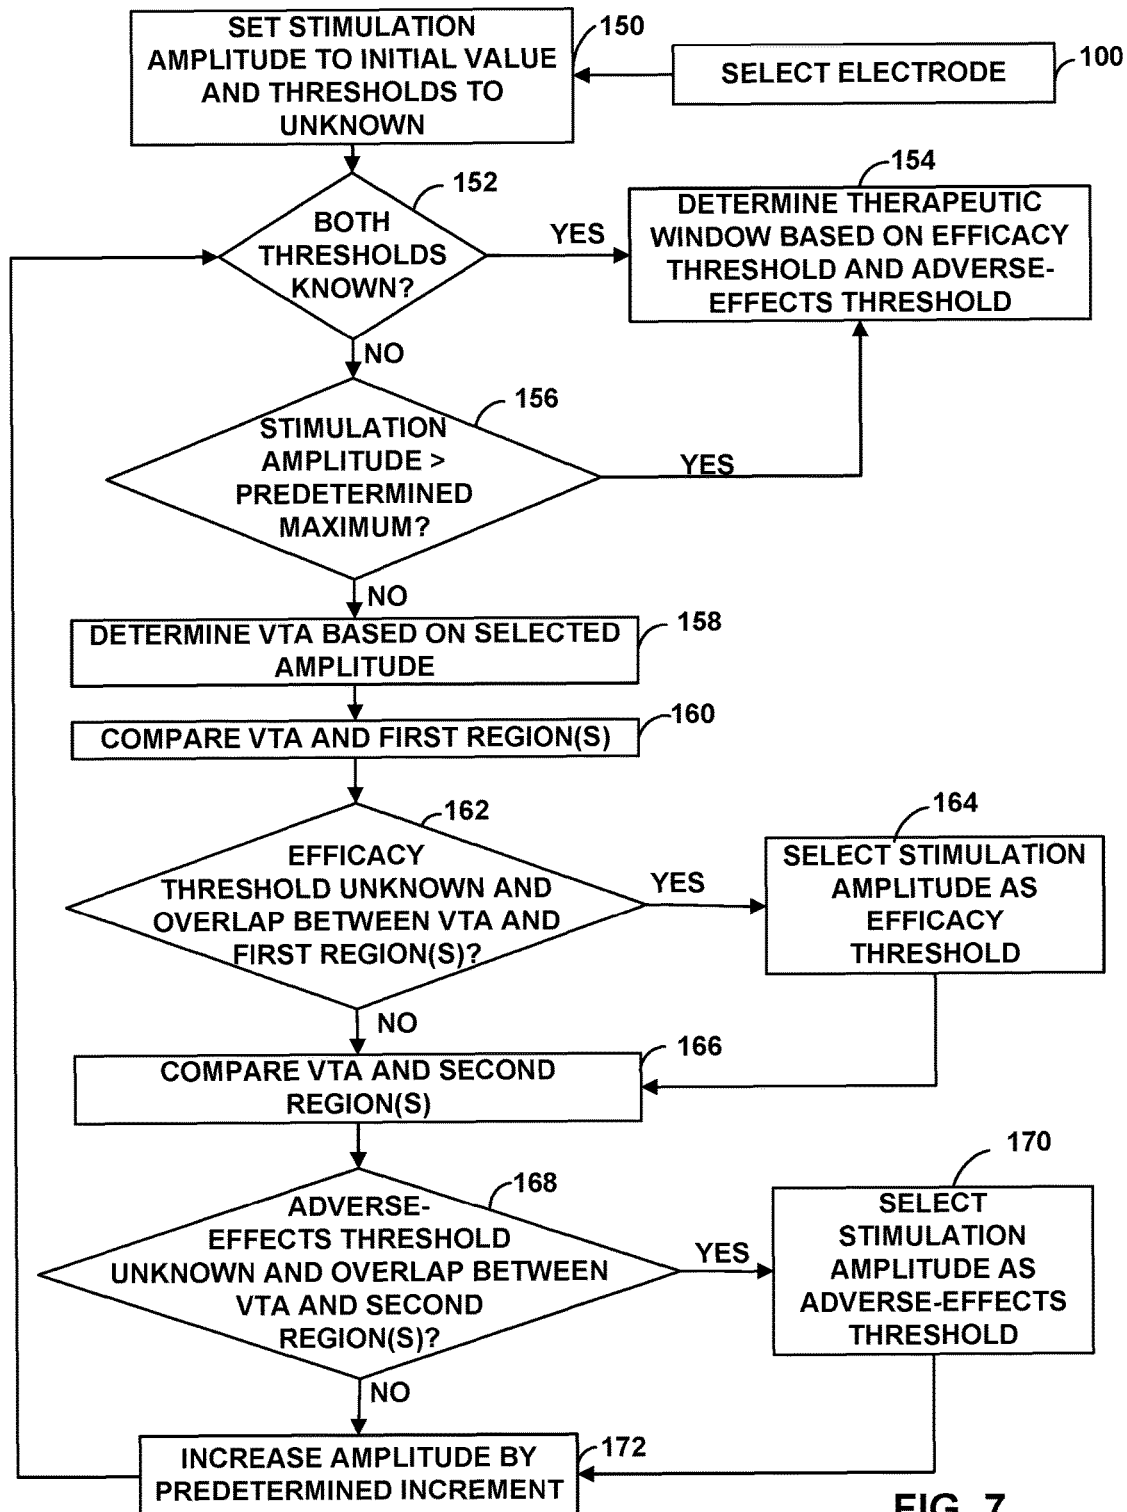 SET STIMULATION
AMPLITUDE TO INITIAL VALUE
AND THRESHOLDS TO
UNKNOWN
150
SELECT ELECTRODE
100
152
BOTH
THRESHOLDS
KNOWN?
YES
154
DETERMINE THERAPEUTIC
WINDOW BASED ON EFFICACY
THRESHOLD AND ADVERSE-
EFFECTS THRESHOLD
NO
156
STIMULATION
AMPLITUDE >
PREDETERMINED
MAXIMUM?
YES
NO
DETERMINE VTA BASED ON SELECTED
AMPLITUDE
158
COMPARE VTA AND FIRST REGION(S)
160
162
EFFICACY
THRESHOLD UNKNOWN AND
OVERLAP BETWEEN VTA AND
FIRST REGION(S)?
YES
164
SELECT STIMULATION
AMPLITUDE AS
EFFICACY
THRESHOLD
NO
COMPARE VTA AND SECOND
REGION(S)
166
168
ADVERSE-
EFFECTS THRESHOLD
UNKNOWN AND OVERLAP BETWEEN
VTA AND SECOND
REGION(S)?
YES
170
SELECT
STIMULATION
AMPLITUDE AS
ADVERSE-EFFECTS
THRESHOLD
NO
INCREASE AMPLITUDE BY
PREDETERMINED INCREMENT
172
FIG. 7